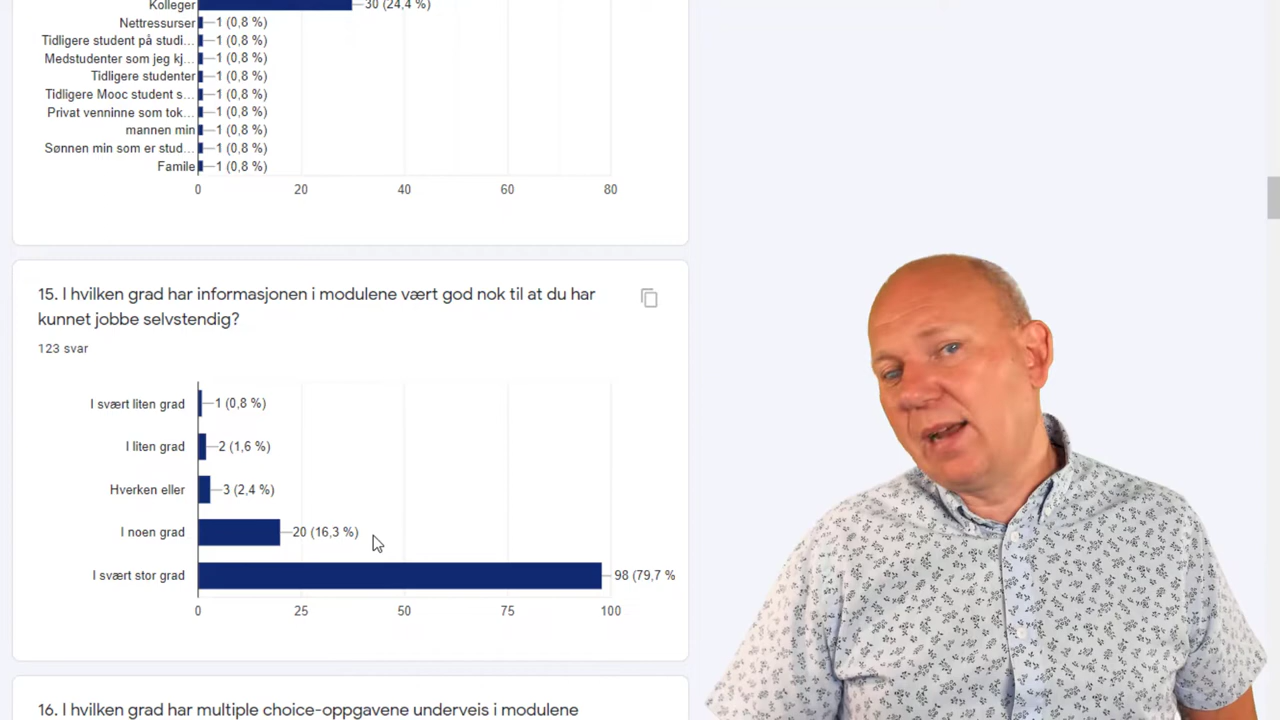 Kolleger 30 (24,4 %)
Nettressurser 1 (0,8 %)
Tidligere student på studi... 1 (0,8 %)
Medstudenter som jeg kj... 1 (0,8 %)
Tidligere studenter 1 (0,8 %)
Tidligere Mooc student s... 1 (0,8 %)
Privat venninne som tok... 1 (0,8 %)
mannen min 1 (0,8 %)
Sønnen min som er stud... 1 (0,8 %)
Famile 1 (0,8 %)
0 20 40 60 80
15. I hvilken grad har informasjonen i modulene vært god nok til at du har
kunnet jobbe selvstendig?
123 svar
I svært liten grad 1 (0,8 %)
I liten grad 2 (1,6 %)
Hverken eller 3 (2,4 %)
I noen grad 20 (16,3 %)
I svært stor grad 98 (79,7 %
0 25 50 75 100
16. I hvilken grad har multiple choice-oppgavene underveis i modulene